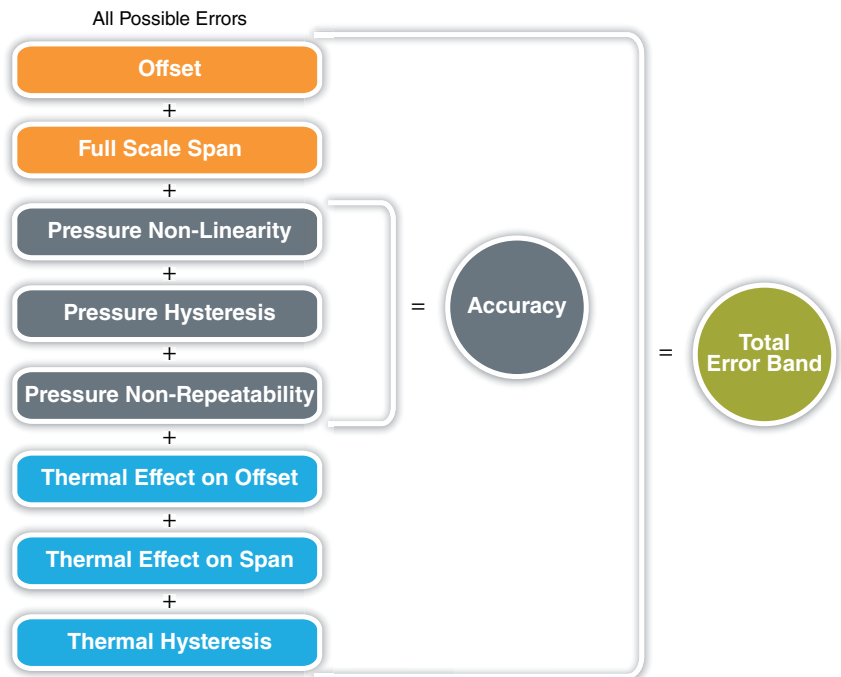 All Possible Errors
Offset
+
Full Scale Span
+
Pressure Non-Linearity
+
Pressure Hysteresis
+
Pressure Non-Repeatability
+
Thermal Effect on Offset
+
Thermal Effect on Span
+
Thermal Hysteresis
=
Accuracy
=
Total
Error Band